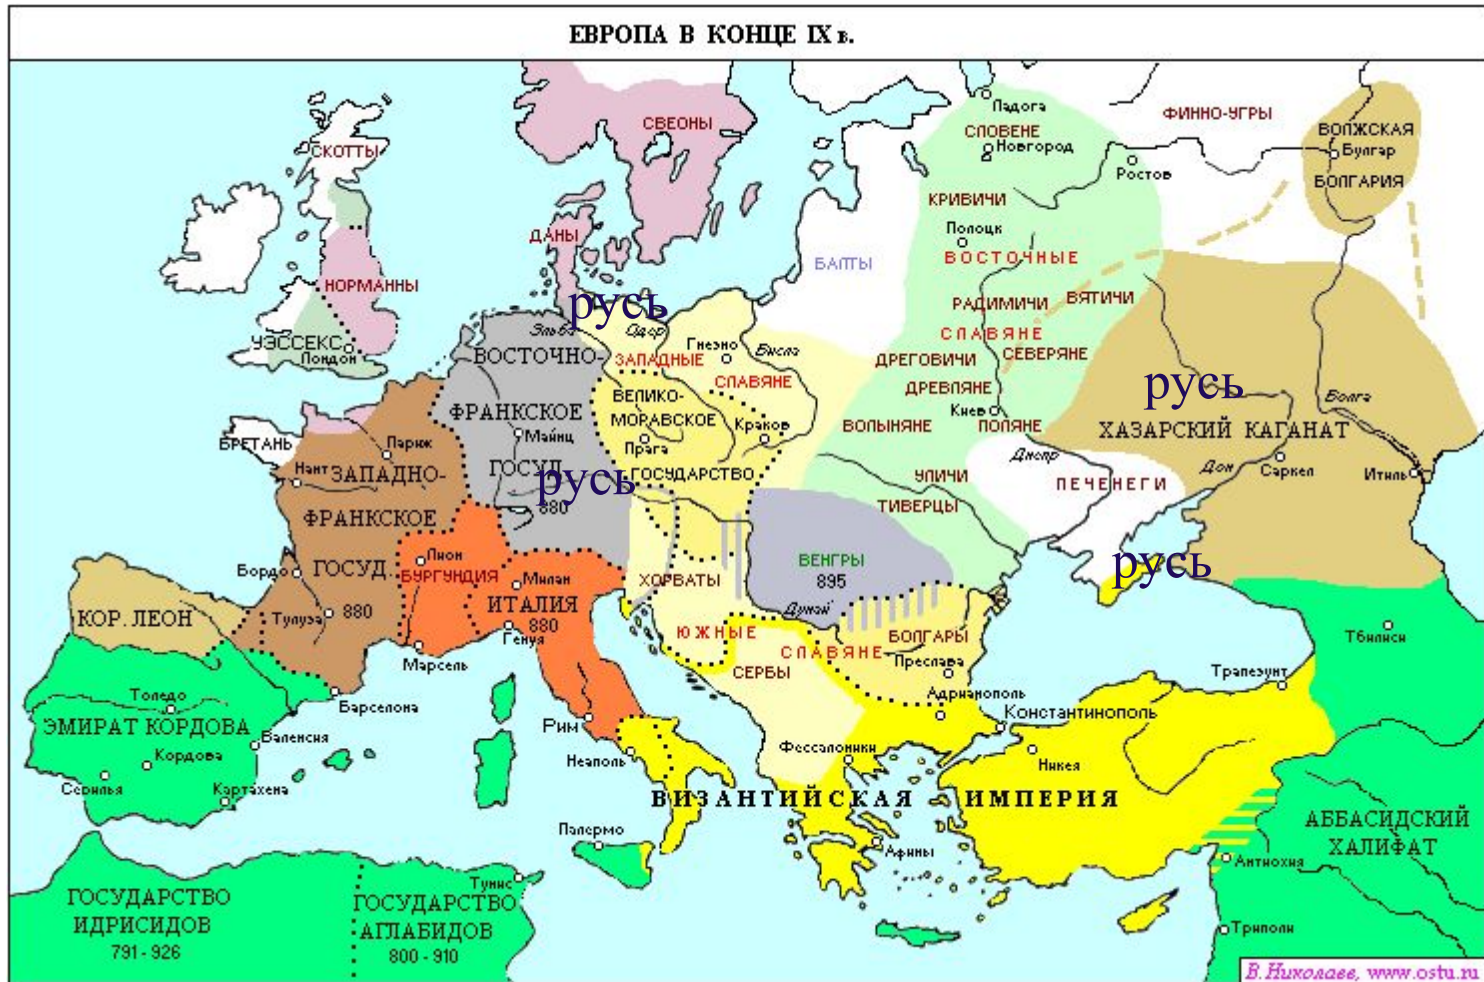 ЕВРОПА В КОНЦЕ IX в.
Ладога
ФИННО-УГРЫ
СВЕОНЫ
СЛОВЕНЕ
Новгород
ВОЛЖСКАЯ
Булгар
БОЛГАРИЯ
СКОТТЫ
Ростов
КРИВИЧИ
Полоцк
ДАНЫ
ВОСТОЧНЫЕ
БАЛТЫ
НОРМАННЫ
РАДИМИЧИ
ВЯТИЧИ
русь
Эльба
Одер
СЛАВЯНЕ
УЭССЕКС
Лондон
Гнезно
Висла
СЕВЕРЯНЕ
ВОСТОЧНО-
ЗАПАДНЫЕ
СЛАВЯНЕ
ДРЕГОВИЧИ
ДРЕВЛЯНЕ
русь
ВЕЛИКО-
МОРАВСКОЕ
Волга
ФРАНКСКОЕ
Киев
ПОЛЯНЕ
Краков
ВОЛЫНЯНЕ
ХАЗАРСКИЙ КАГАНАТ
БРЕТАНЬ
Париж
Майнц
Прага
Днепр
Дон
Саркел
Итиль
Нант
ЗАПАДНО-
ГОСУД.
ГОСУДАРСТВО
УЛИЧИ
ПЕЧЕНЕГИ
русь
880
ТИВЕРЦЫ
ФРАНКСКОЕ
Лион
ВЕНГРЫ
895
русь
Бордо
ГОСУД.
БУРГУНДИЯ
Милан
ХОРВАТЫ
КОР. ЛЕОН
Тулуза
880
ИТАЛИЯ
880
Генуя
Дунай
ЮЖНЫЕ
СЛАВЯНЕ
БОЛГАРЫ
Тбилиси
Марсель
СЕРБЫ
Преслава
Трапезунт
Толедо
Барселона
Адрианополь
ЭМИРАТ КОРДОВА
Валенсия
Рим
Константинополь
Кордова
Неаполь
Фессалоники
Никея
Севилья
Картахена
ВИЗАНТИЙСКАЯ ИМПЕРИЯ
Палермо
Афины
АББАСИДСКИЙ
ХАЛИФАТ
Антиохия
Тунис
ГОСУДАРСТВО
ИДРИСИДОВ
791 - 926
ГОСУДАРСТВО
АГЛАБИДОВ
800 - 910
Триполи
В.Николаев, www.ostu.ru